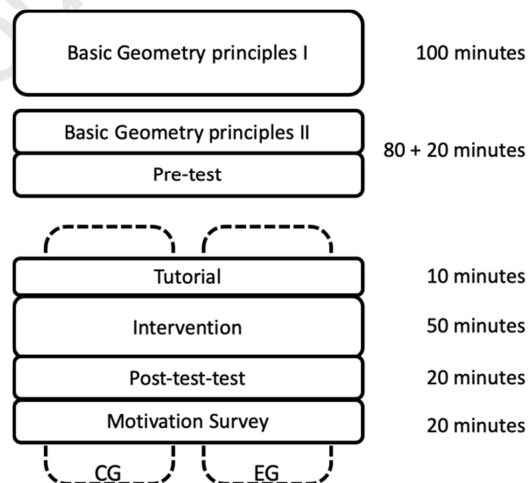 Basic Geometry principles I
100 minutes
Basic Geometry principles II
80 + 20 minutes
Pre-test
Tutorial
10 minutes
Intervention
50 minutes
Post-test-test
20 minutes
Motivation Survey
20 minutes
CG
EG